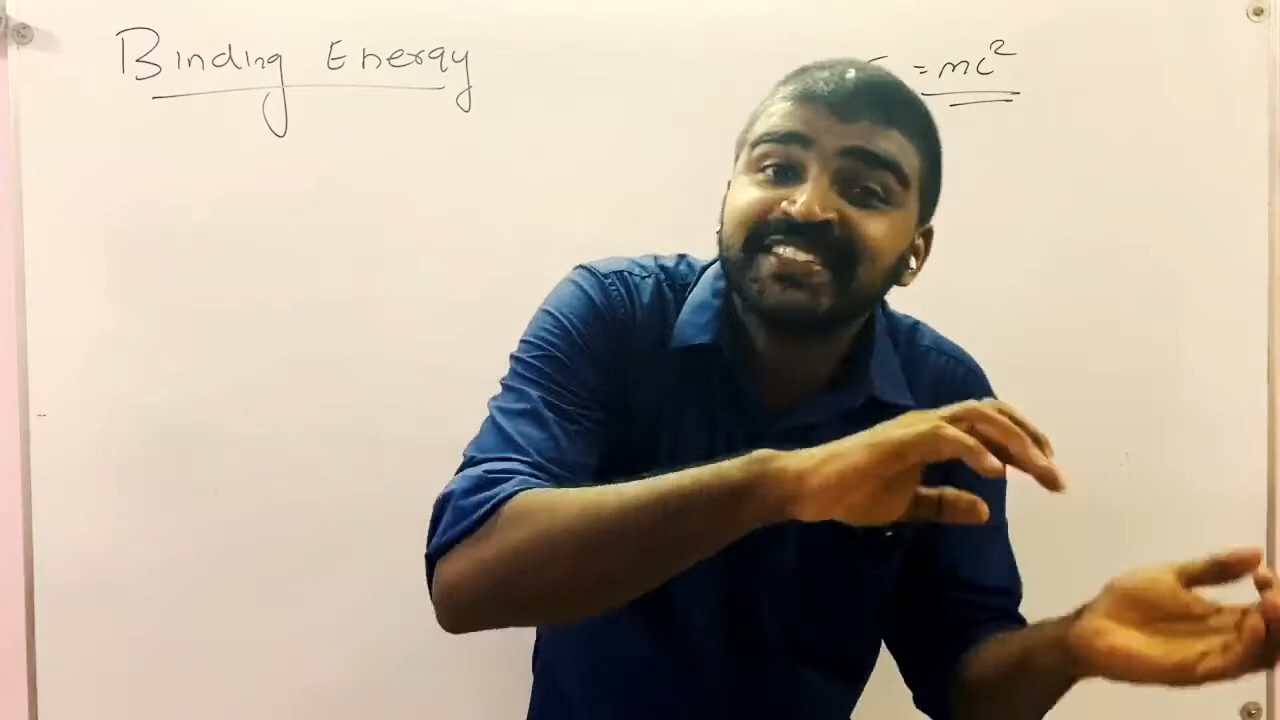 Binding Energy
= mc²